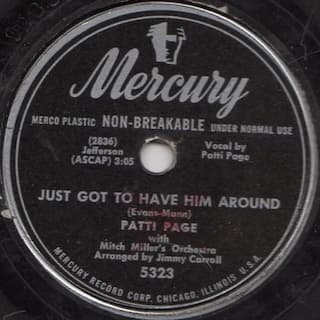 Mercury
MERCO PLASTIC NON-BREAKABLE UNDER NORMAL USE
(2836)
Jefferson
(ASCAP) 3:05
Vocal by
Patti Page
JUST GOT TO HAVE HIM AROUND
(Evans-Mann)
PATTI PAGE
with
Mitch Miller's Orchestra
Arranged by Jimmy Carroll
5323
MERCURY RECORD CORP. CHICAGO, ILLINOIS U.S.A.